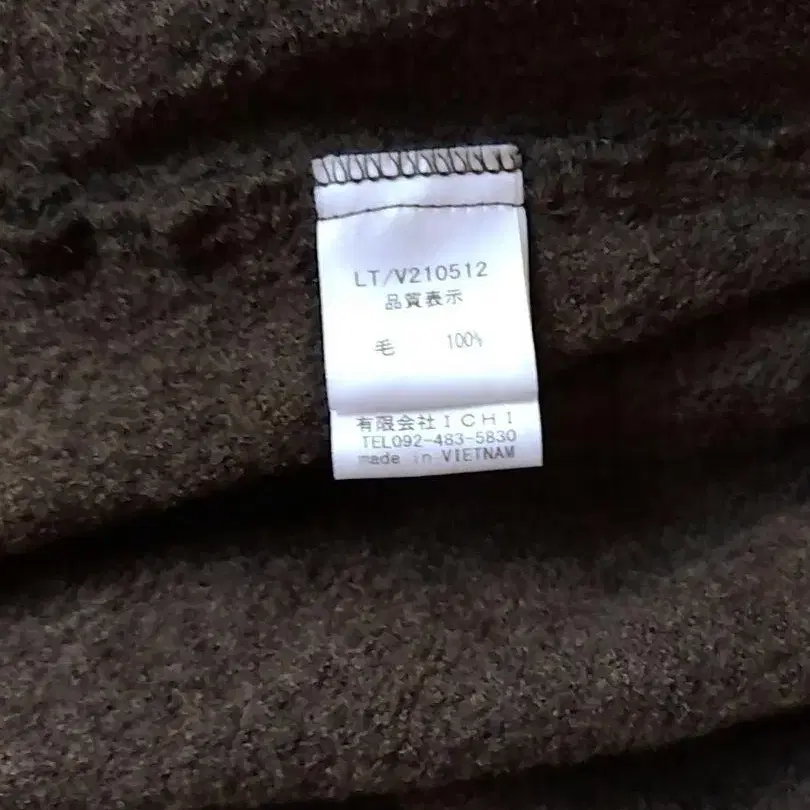 LT/V210512
品質表示
毛 100%
有限会社ICHI
TEL092-483-5830
made in VIETNAM